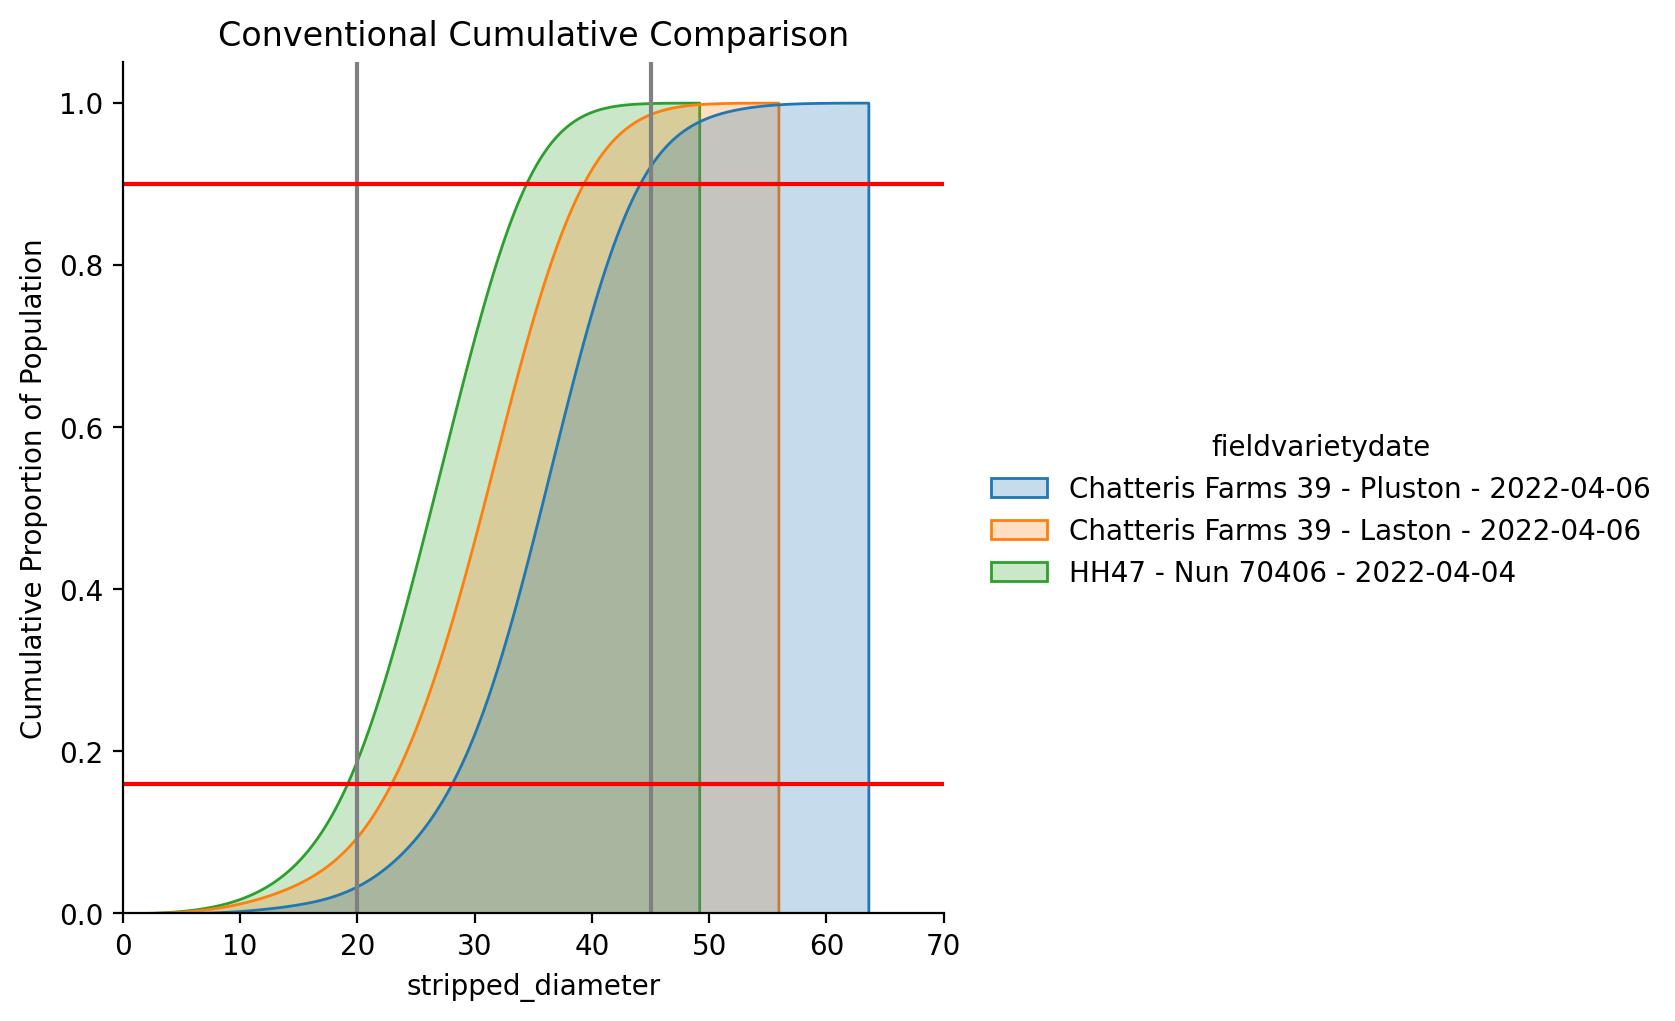 Conventional Cumulative Comparison
1.0
0.8
0.6
0.4
0.2
0.0
Cumulative Proportion of Population
0 10 20 30 40 50 60 70
stripped_diameter
fieldvarietydate
Chatteris Farms 39 - Pluston - 2022-04-06
Chatteris Farms 39 - Laston - 2022-04-06
HH47 - Nun 70406 - 2022-04-04